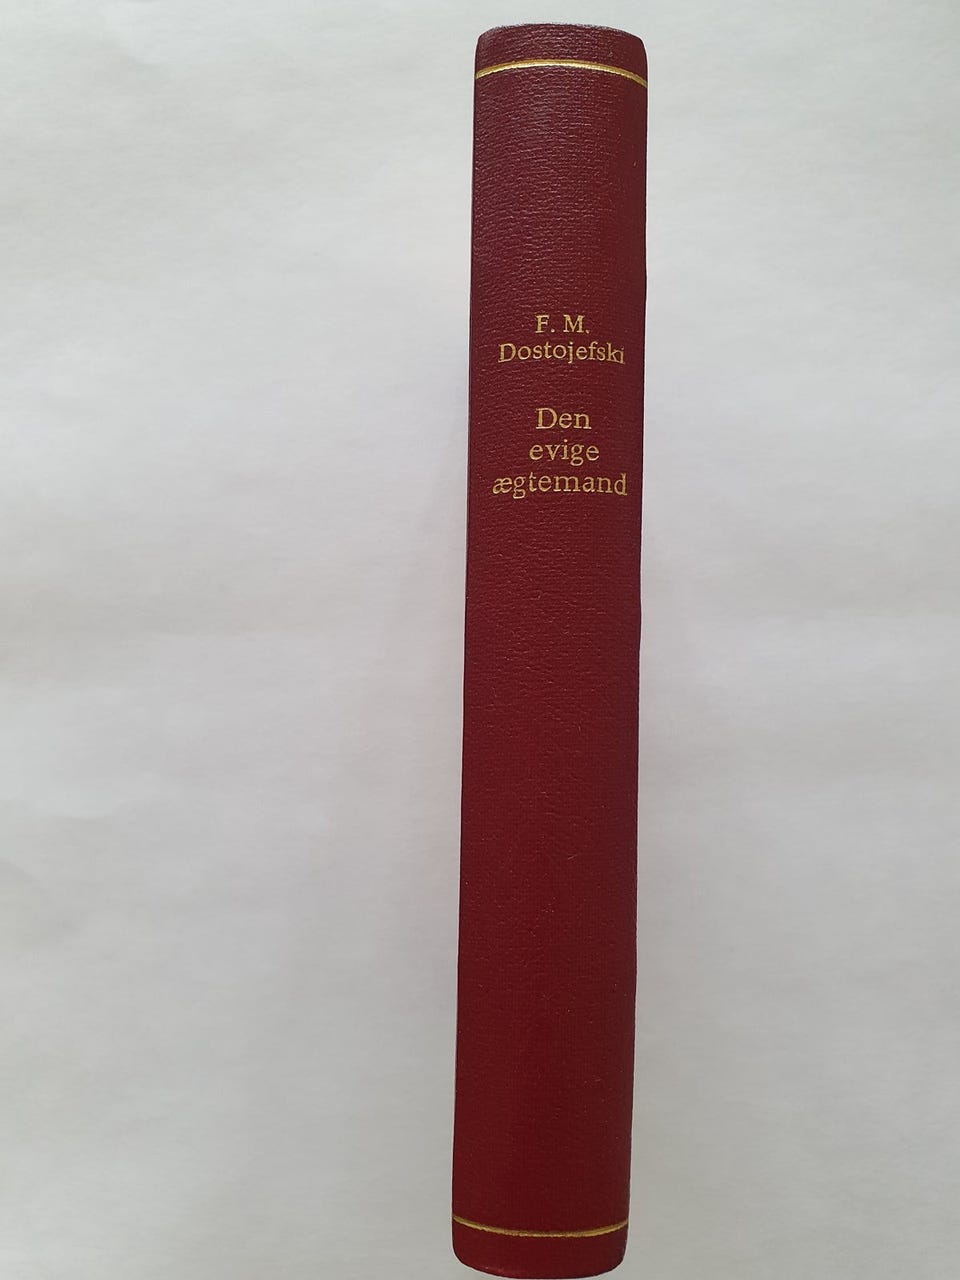 F. M.
Dostojefski
Den
evige
ægtemand